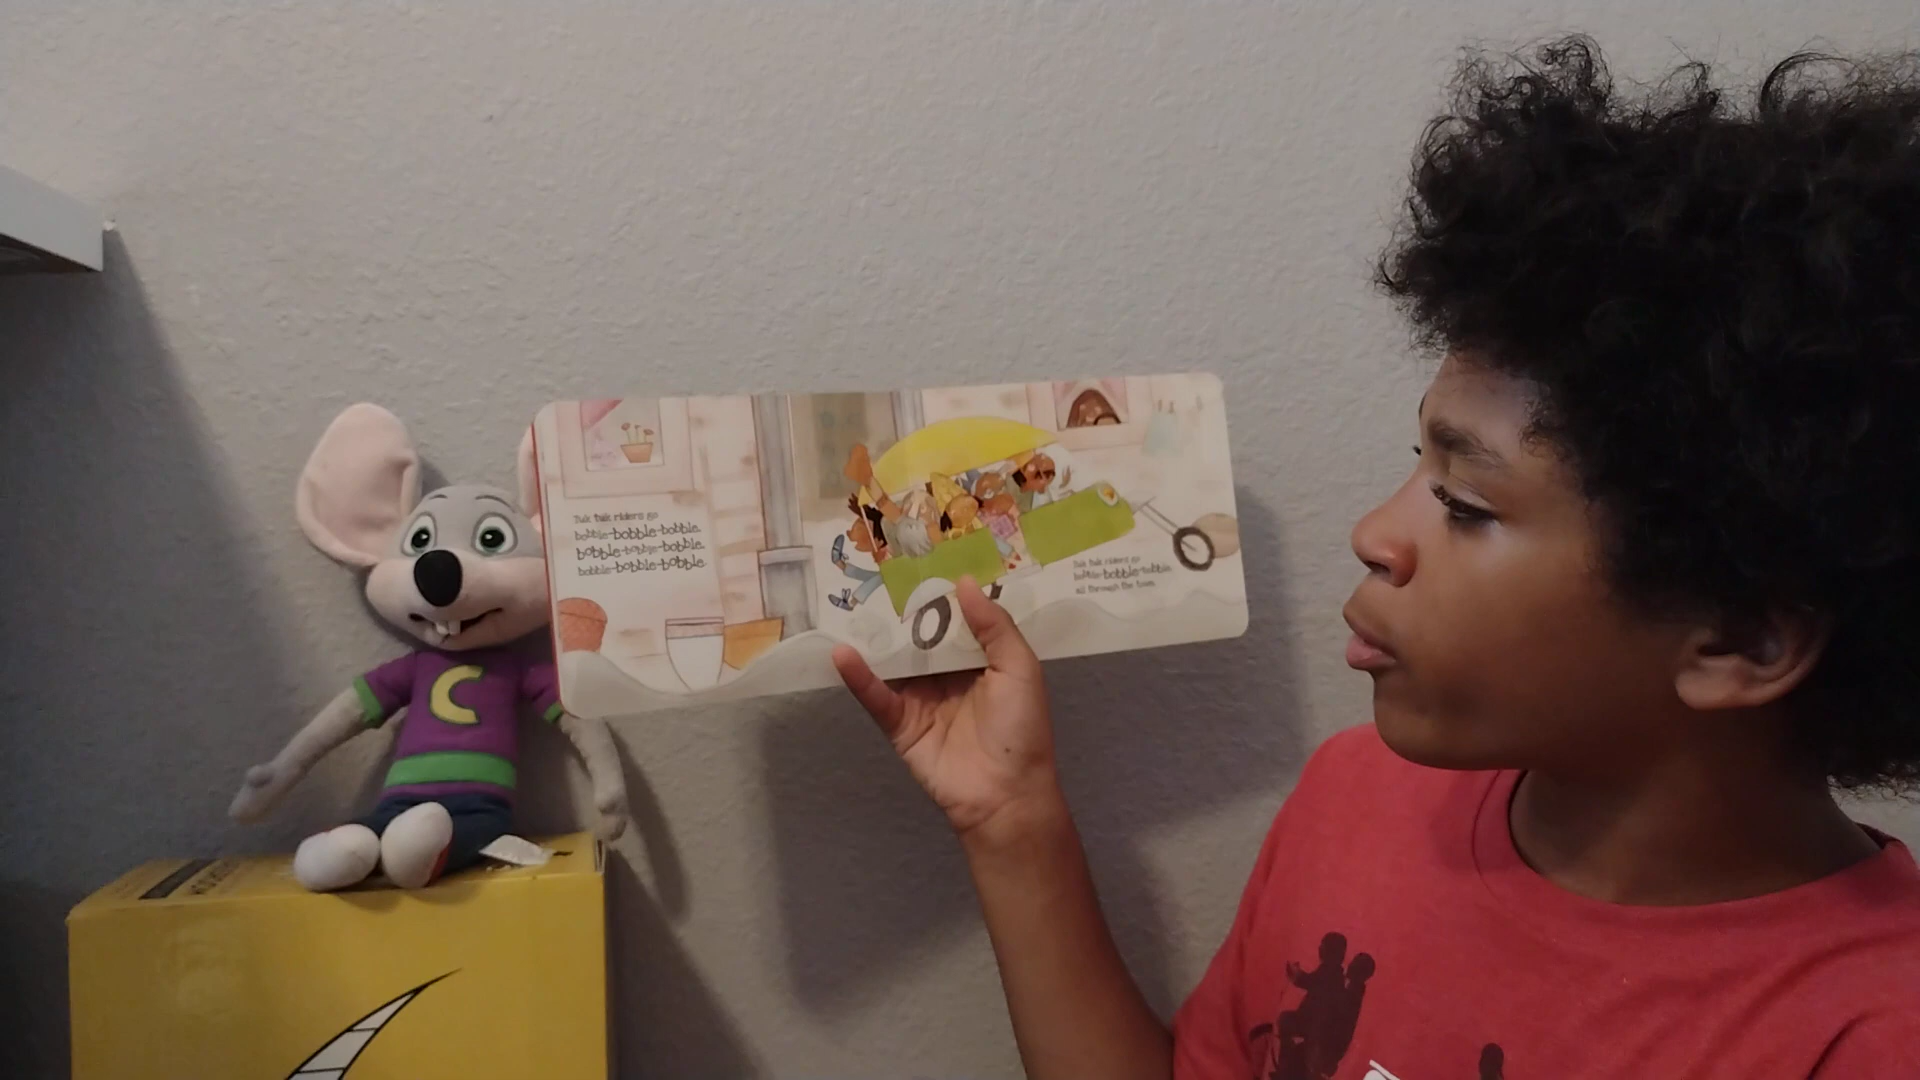 Tuk tuk riders go
bobble-bobble-bobble,
bobble-bobble-bobble,
bobble-bobble-bobble.
Tuk tuk riders go
bobble-bobble-bobble
all through the town.
C